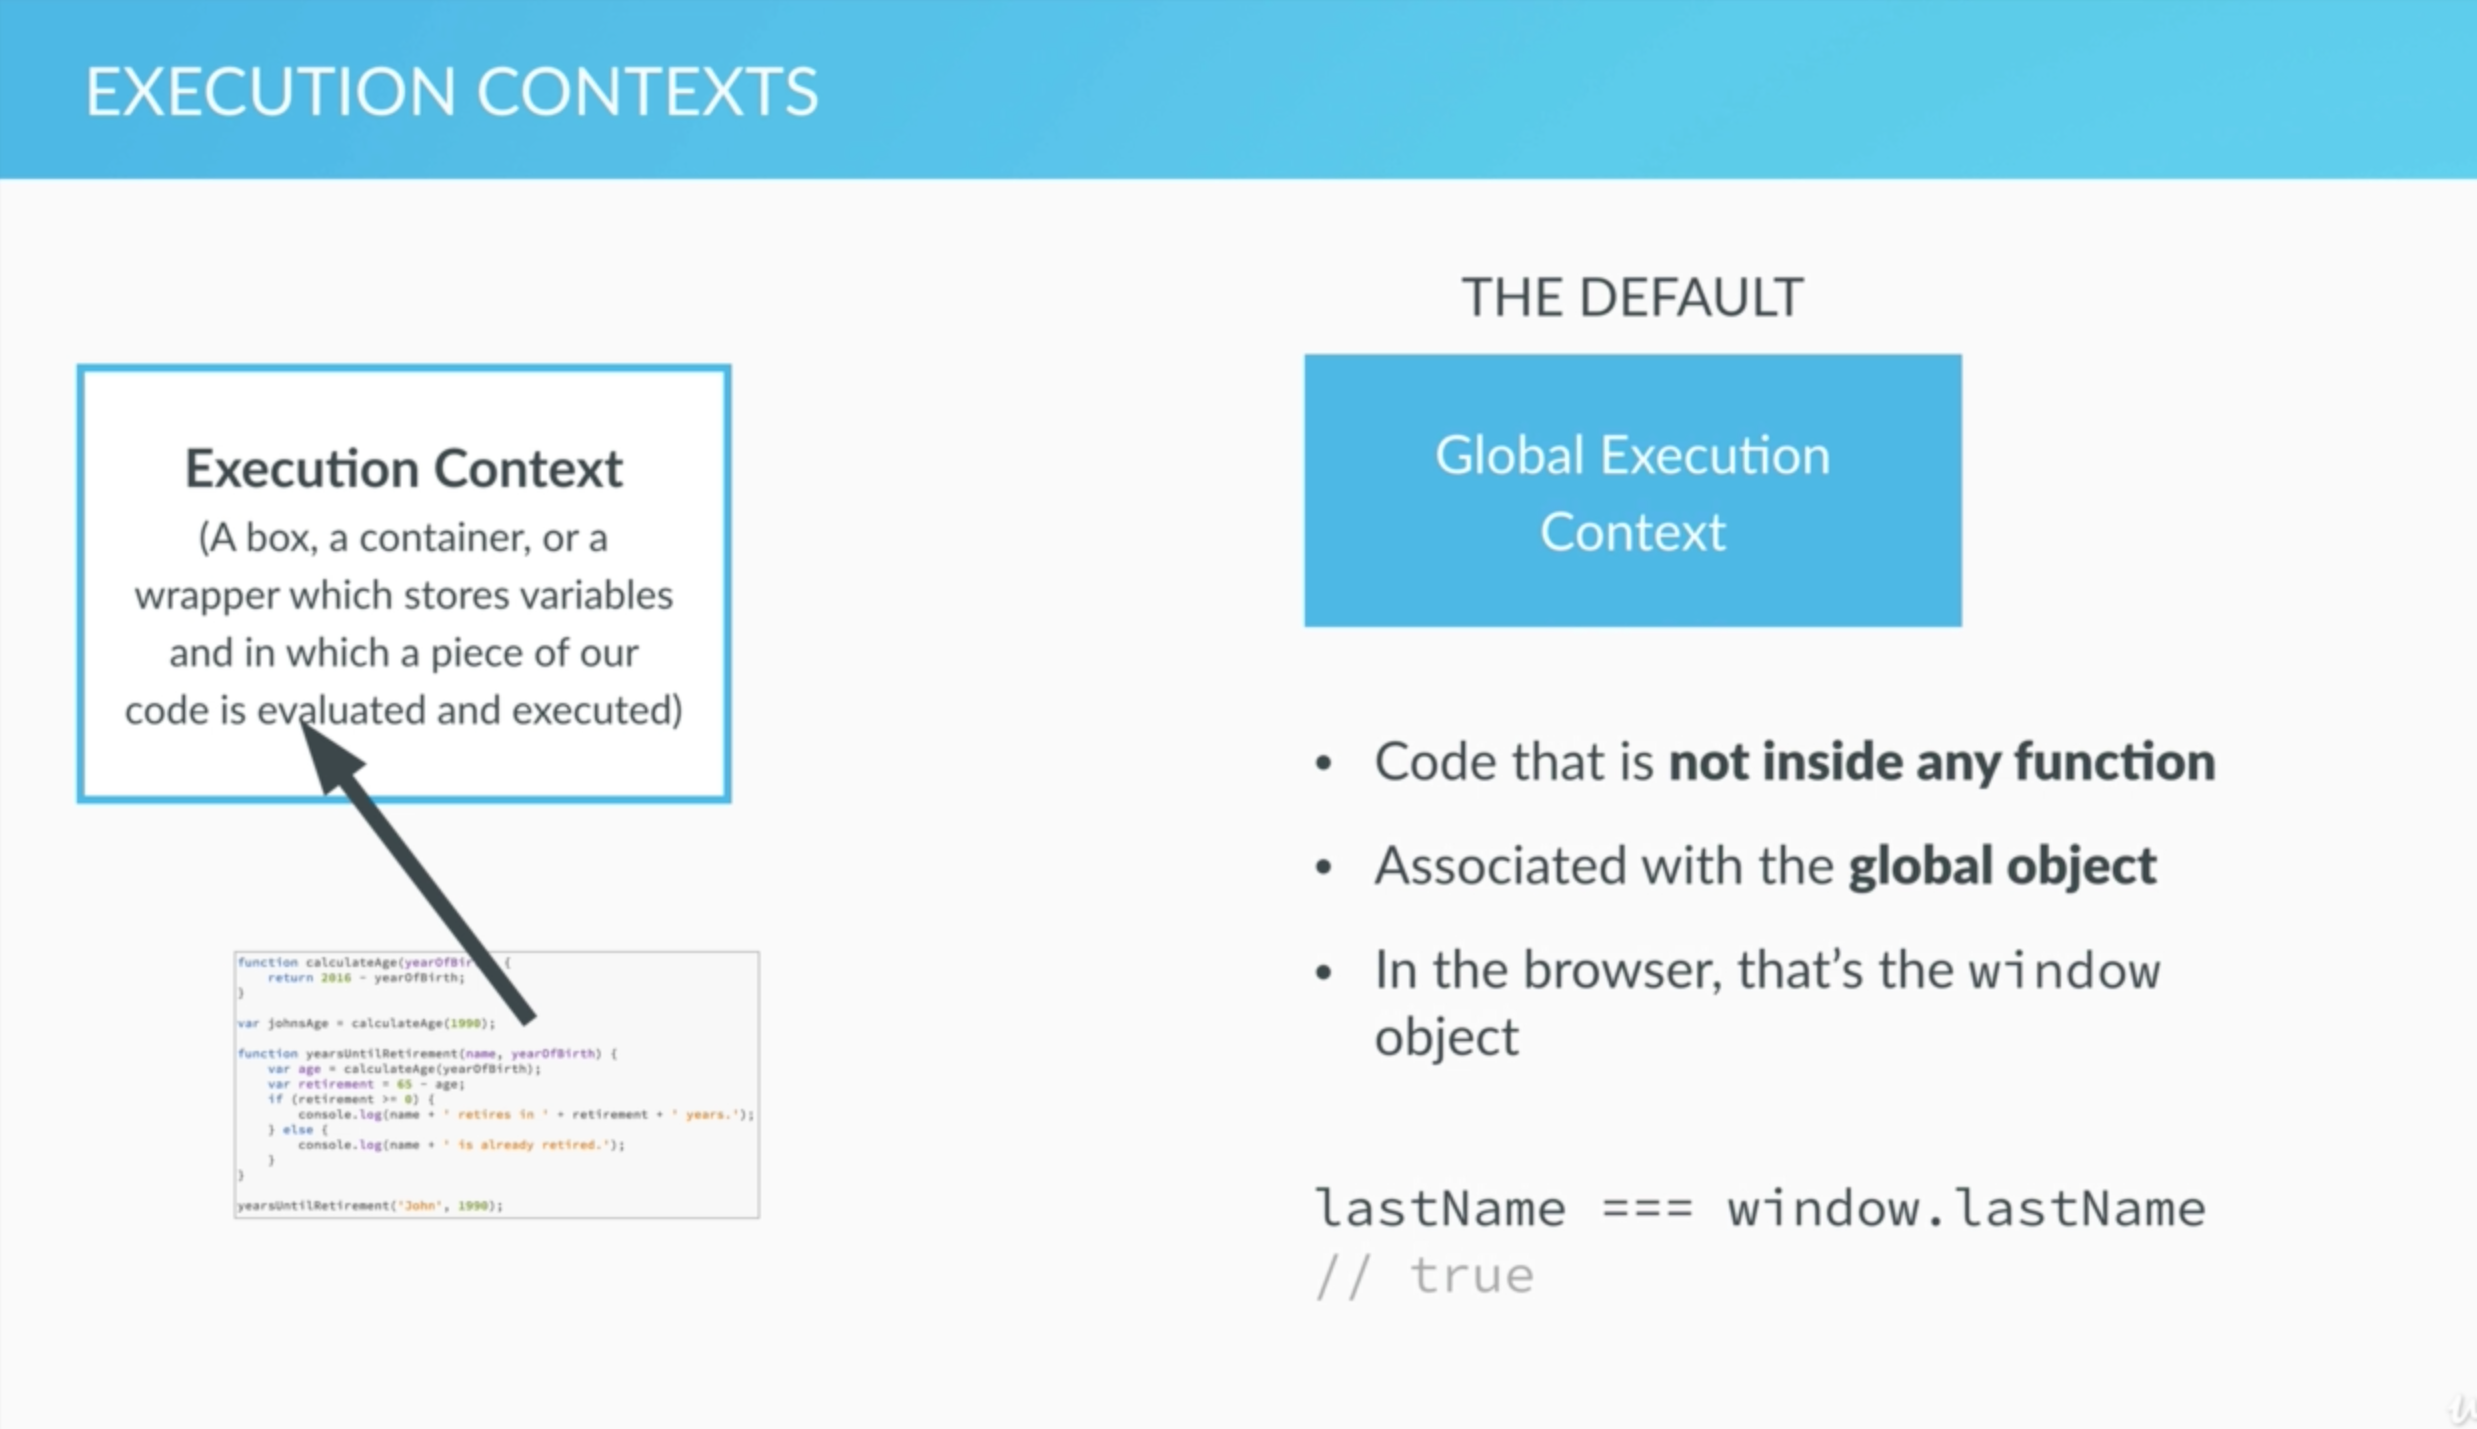 EXECUTION CONTEXTS
Execution Context
(A box, a container, or a
wrapper which stores variables
and in which a piece of our
code is evaluated and executed)
function calculateAge(yearOfBir {
return 2016 - yearOfBirth;
}
var johnsAge = calculateAge(1990);
function yearsUntilRetirement(name, yearOfBirth) {
var age = calculateAge(yearOfBirth);
var retirement = 65 - age;
if (retirement >= 0) {
console.log(name + ' retires in ' + retirement + ' years.');
} else {
console.log(name + ' is already retired.');
}
}
yearsUntilRetirement('John', 1990);
THE DEFAULT
Global Execution
Context
• Code that is not inside any function
• Associated with the global object
• In the browser, that’s the window
object
lastName === window.lastName
// true